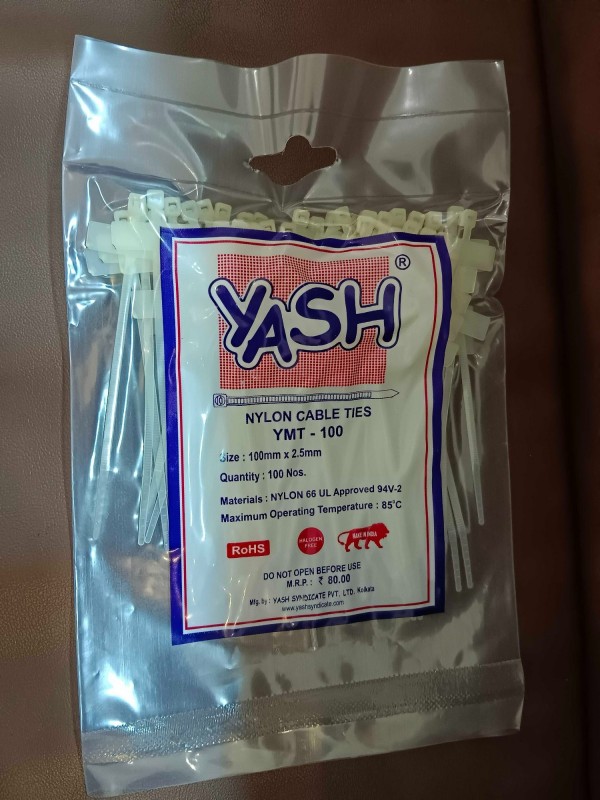 YASH ®
NYLON CABLE TIES
YMT - 100
Size : 100mm x 2.5mm
Quantity : 100 Nos.
Materials : NYLON 66 UL Approved 94V-2
Maximum Operating Temperature : 85°C
RoHS
HALOGEN
FREE
MAKE IN INDIA
DO NOT OPEN BEFORE USE
M.R.P. : ₹ 80.00
Mfg. by : YASH SYNDICATE PVT. LTD. Kolkata
www.yashsyndicate.com